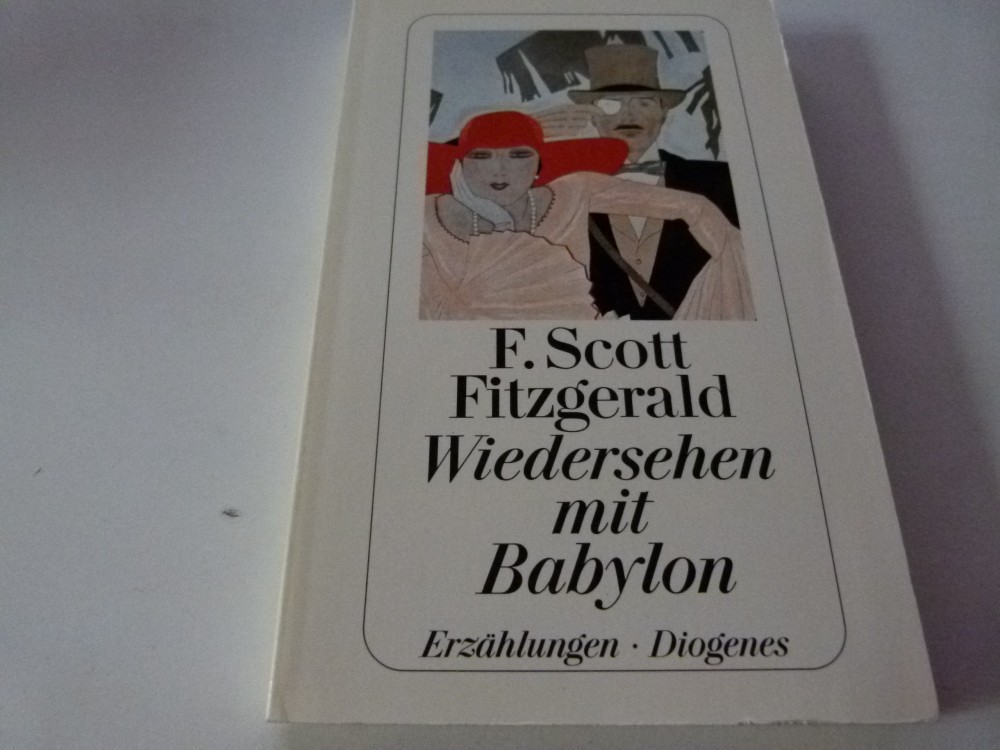 F. Scott
Fitzgerald
Wiedersehen
mit
Babylon
Erzählungen · Diogenes